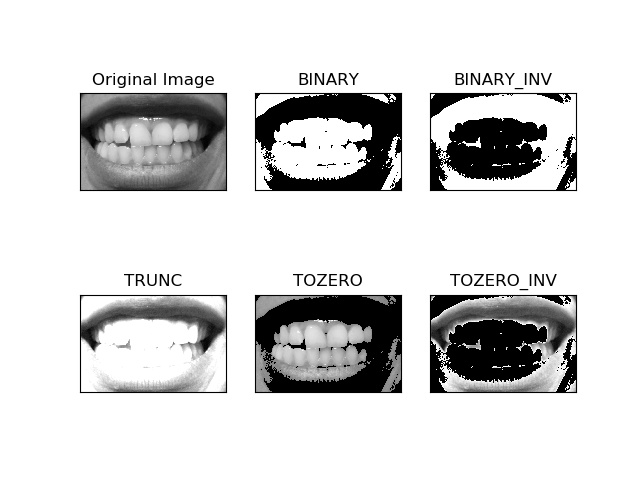 Original Image
BINARY
BINARY_INV
TRUNC
TOZERO
TOZERO_INV